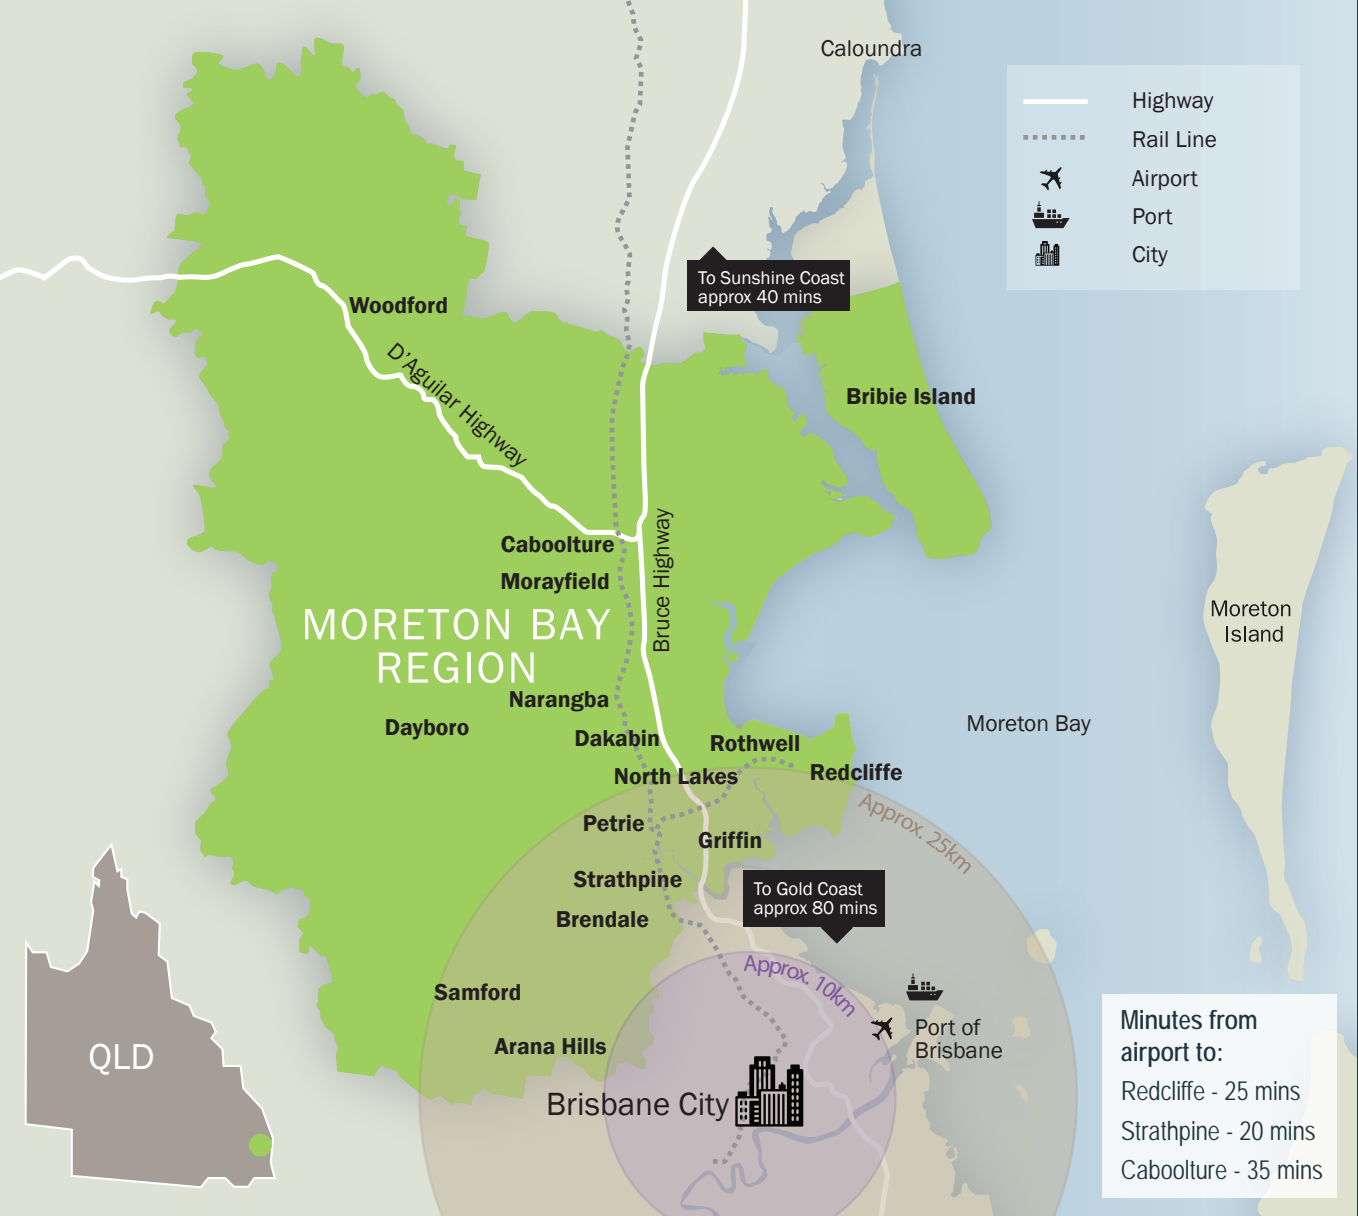 Caloundra
Highway
Rail Line
Airport
Port
City
To Sunshine Coast
approx 40 mins
Woodford
D'Aguilar Highway
Bribie Island
Caboolture
Morayfield
Bruce Highway
MORETON BAY
REGION
Moreton
Island
Narangba
Dayboro
Dakabin
Rothwell
Moreton Bay
North Lakes
Redcliffe
Approx. 25km
Petrie
Griffin
Strathpine
To Gold Coast
approx 80 mins
Brendale
Approx. 10km
Samford
Port of
Brisbane
Arana Hills
QLD
Brisbane City
Minutes from
airport to:
Redcliffe - 25 mins
Strathpine - 20 mins
Caboolture - 35 mins